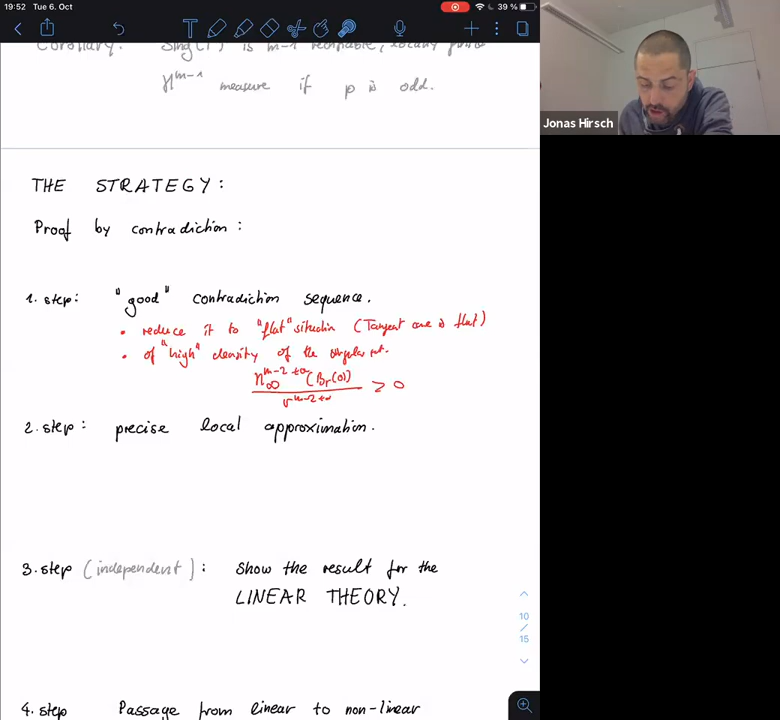 19:52 Tue 6. Oct
39 %
Corollary: Sing(T) is m-1 rectifiable, locally finite
H^{m-1} measure if p is odd.
Jonas Hirsch
THE STRATEGY:
Proof by contradiction:
1. step: "good" contradiction sequence.
• reduce it to "flat" situation (Tangent cone is flat)
• of "high" density of the singular set.
H_∞^{m-2+α} (B_r(0)) / r^{m-2+α} > 0
2. step: precise local approximation.
3. step (independent): Show the result for the
LINEAR THEORY.
10 / 15
4. step Passage from linear to non-linear